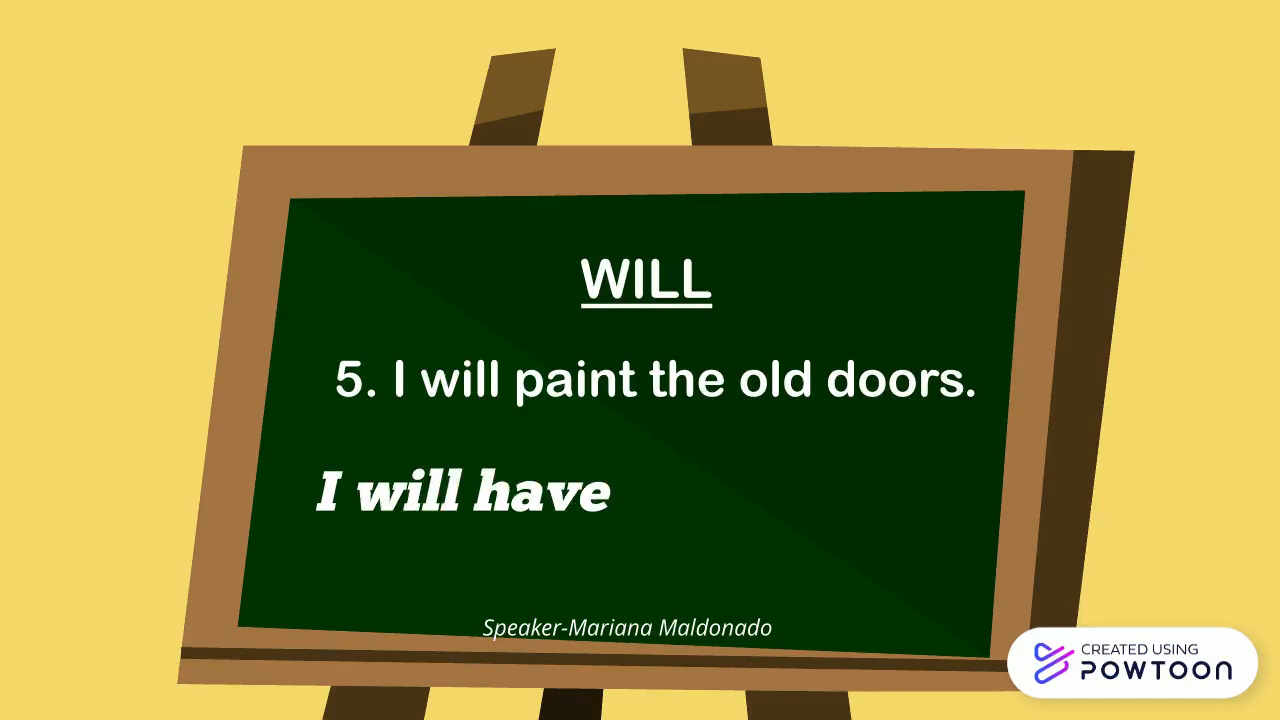 WILL
5. I will paint the old doors.
I will have
Speaker-Mariana Maldonado
CREATED USING
POWTOON